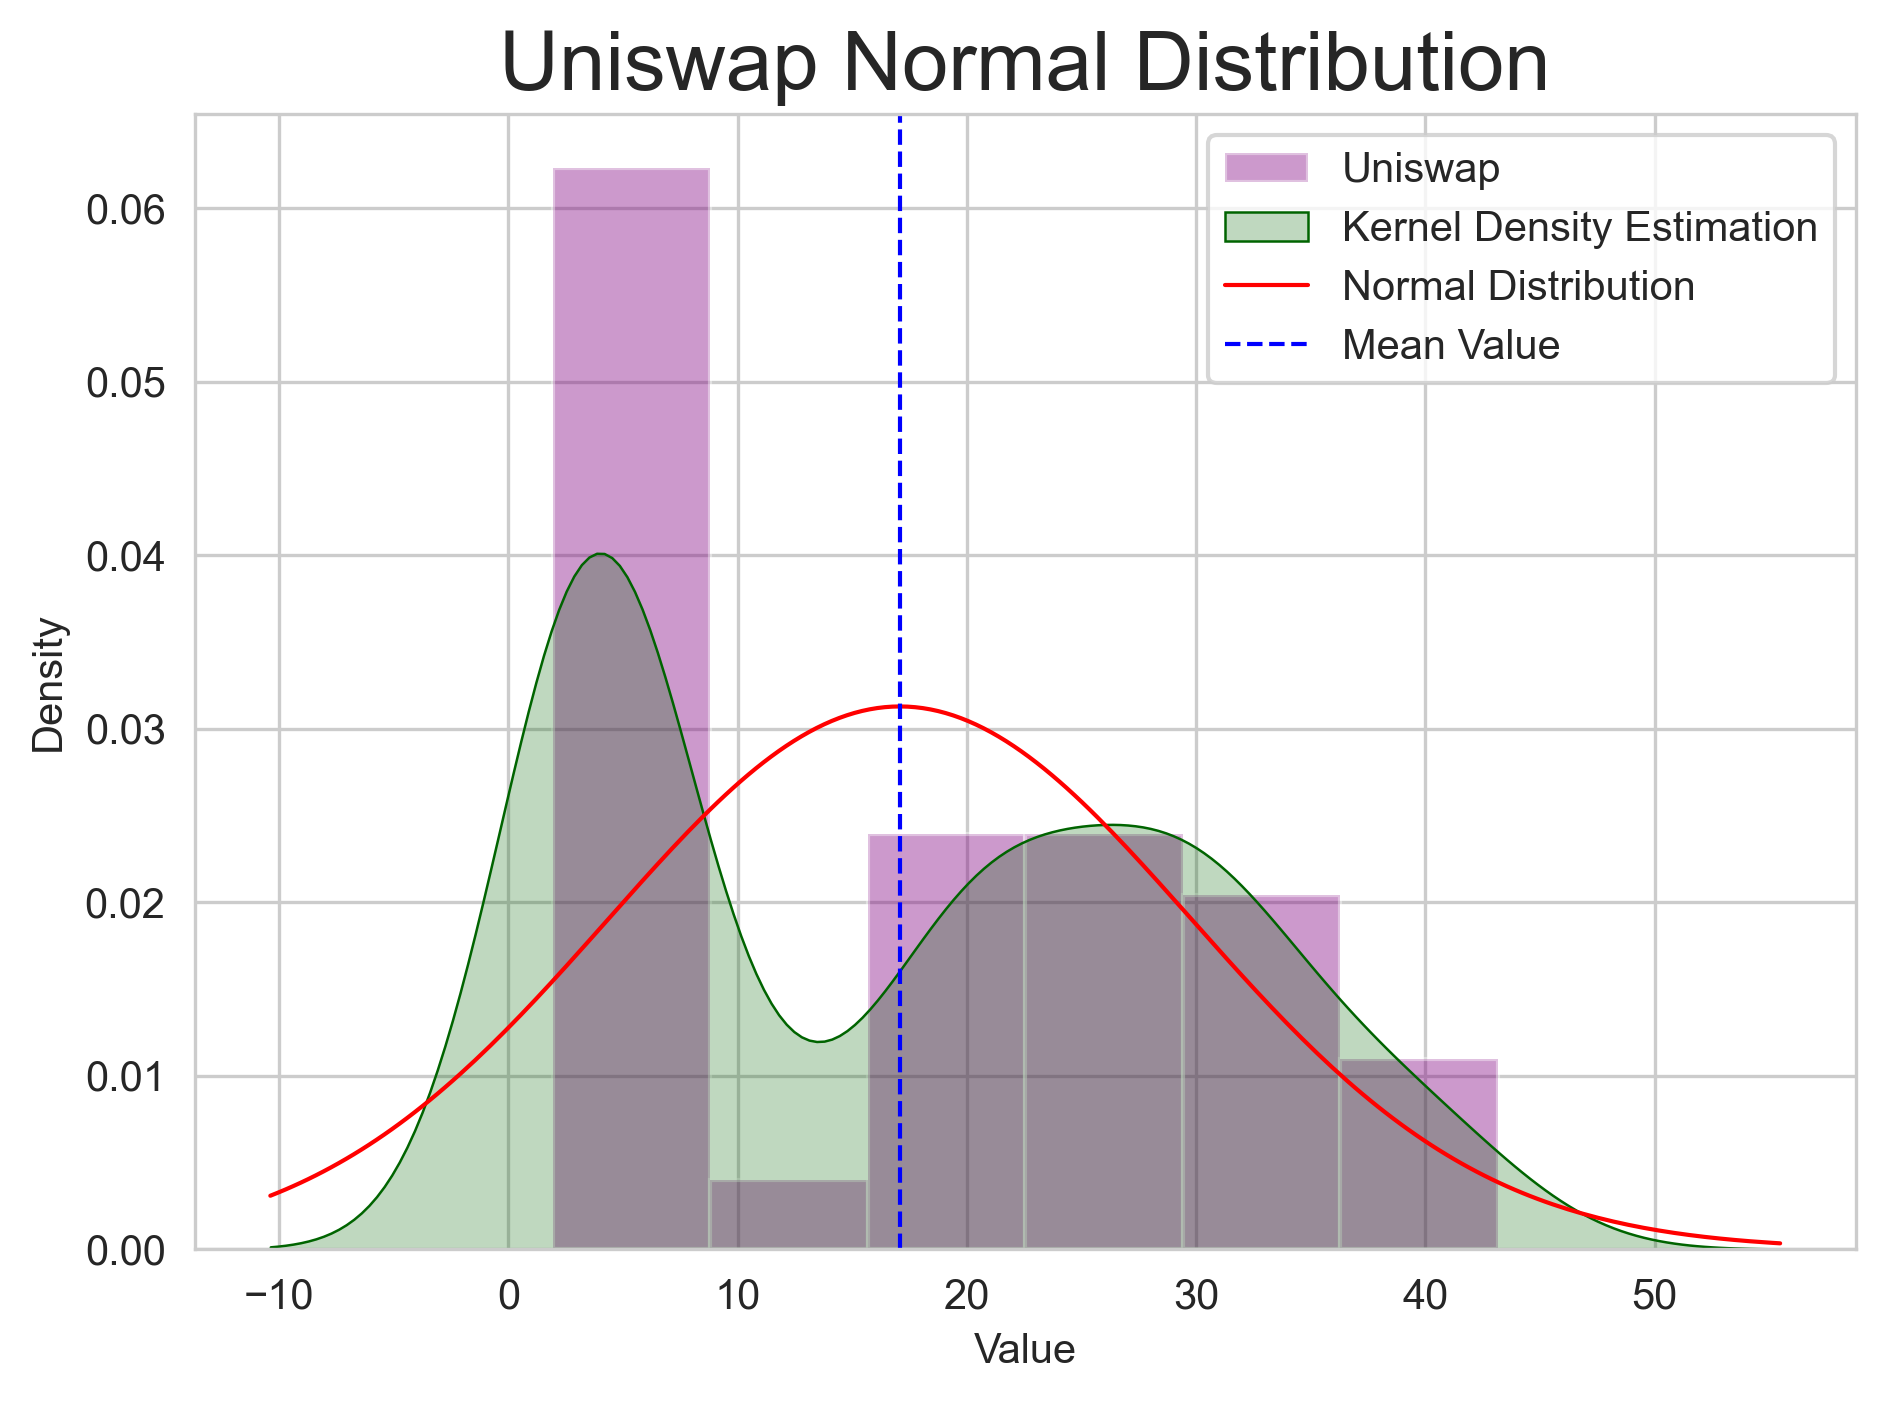 Uniswap Normal Distribution
Uniswap
Kernel Density Estimation
Normal Distribution
Mean Value
0.06
0.05
0.04
0.03
0.02
0.01
0.00
Density
−10 0 10 20 30 40 50
Value